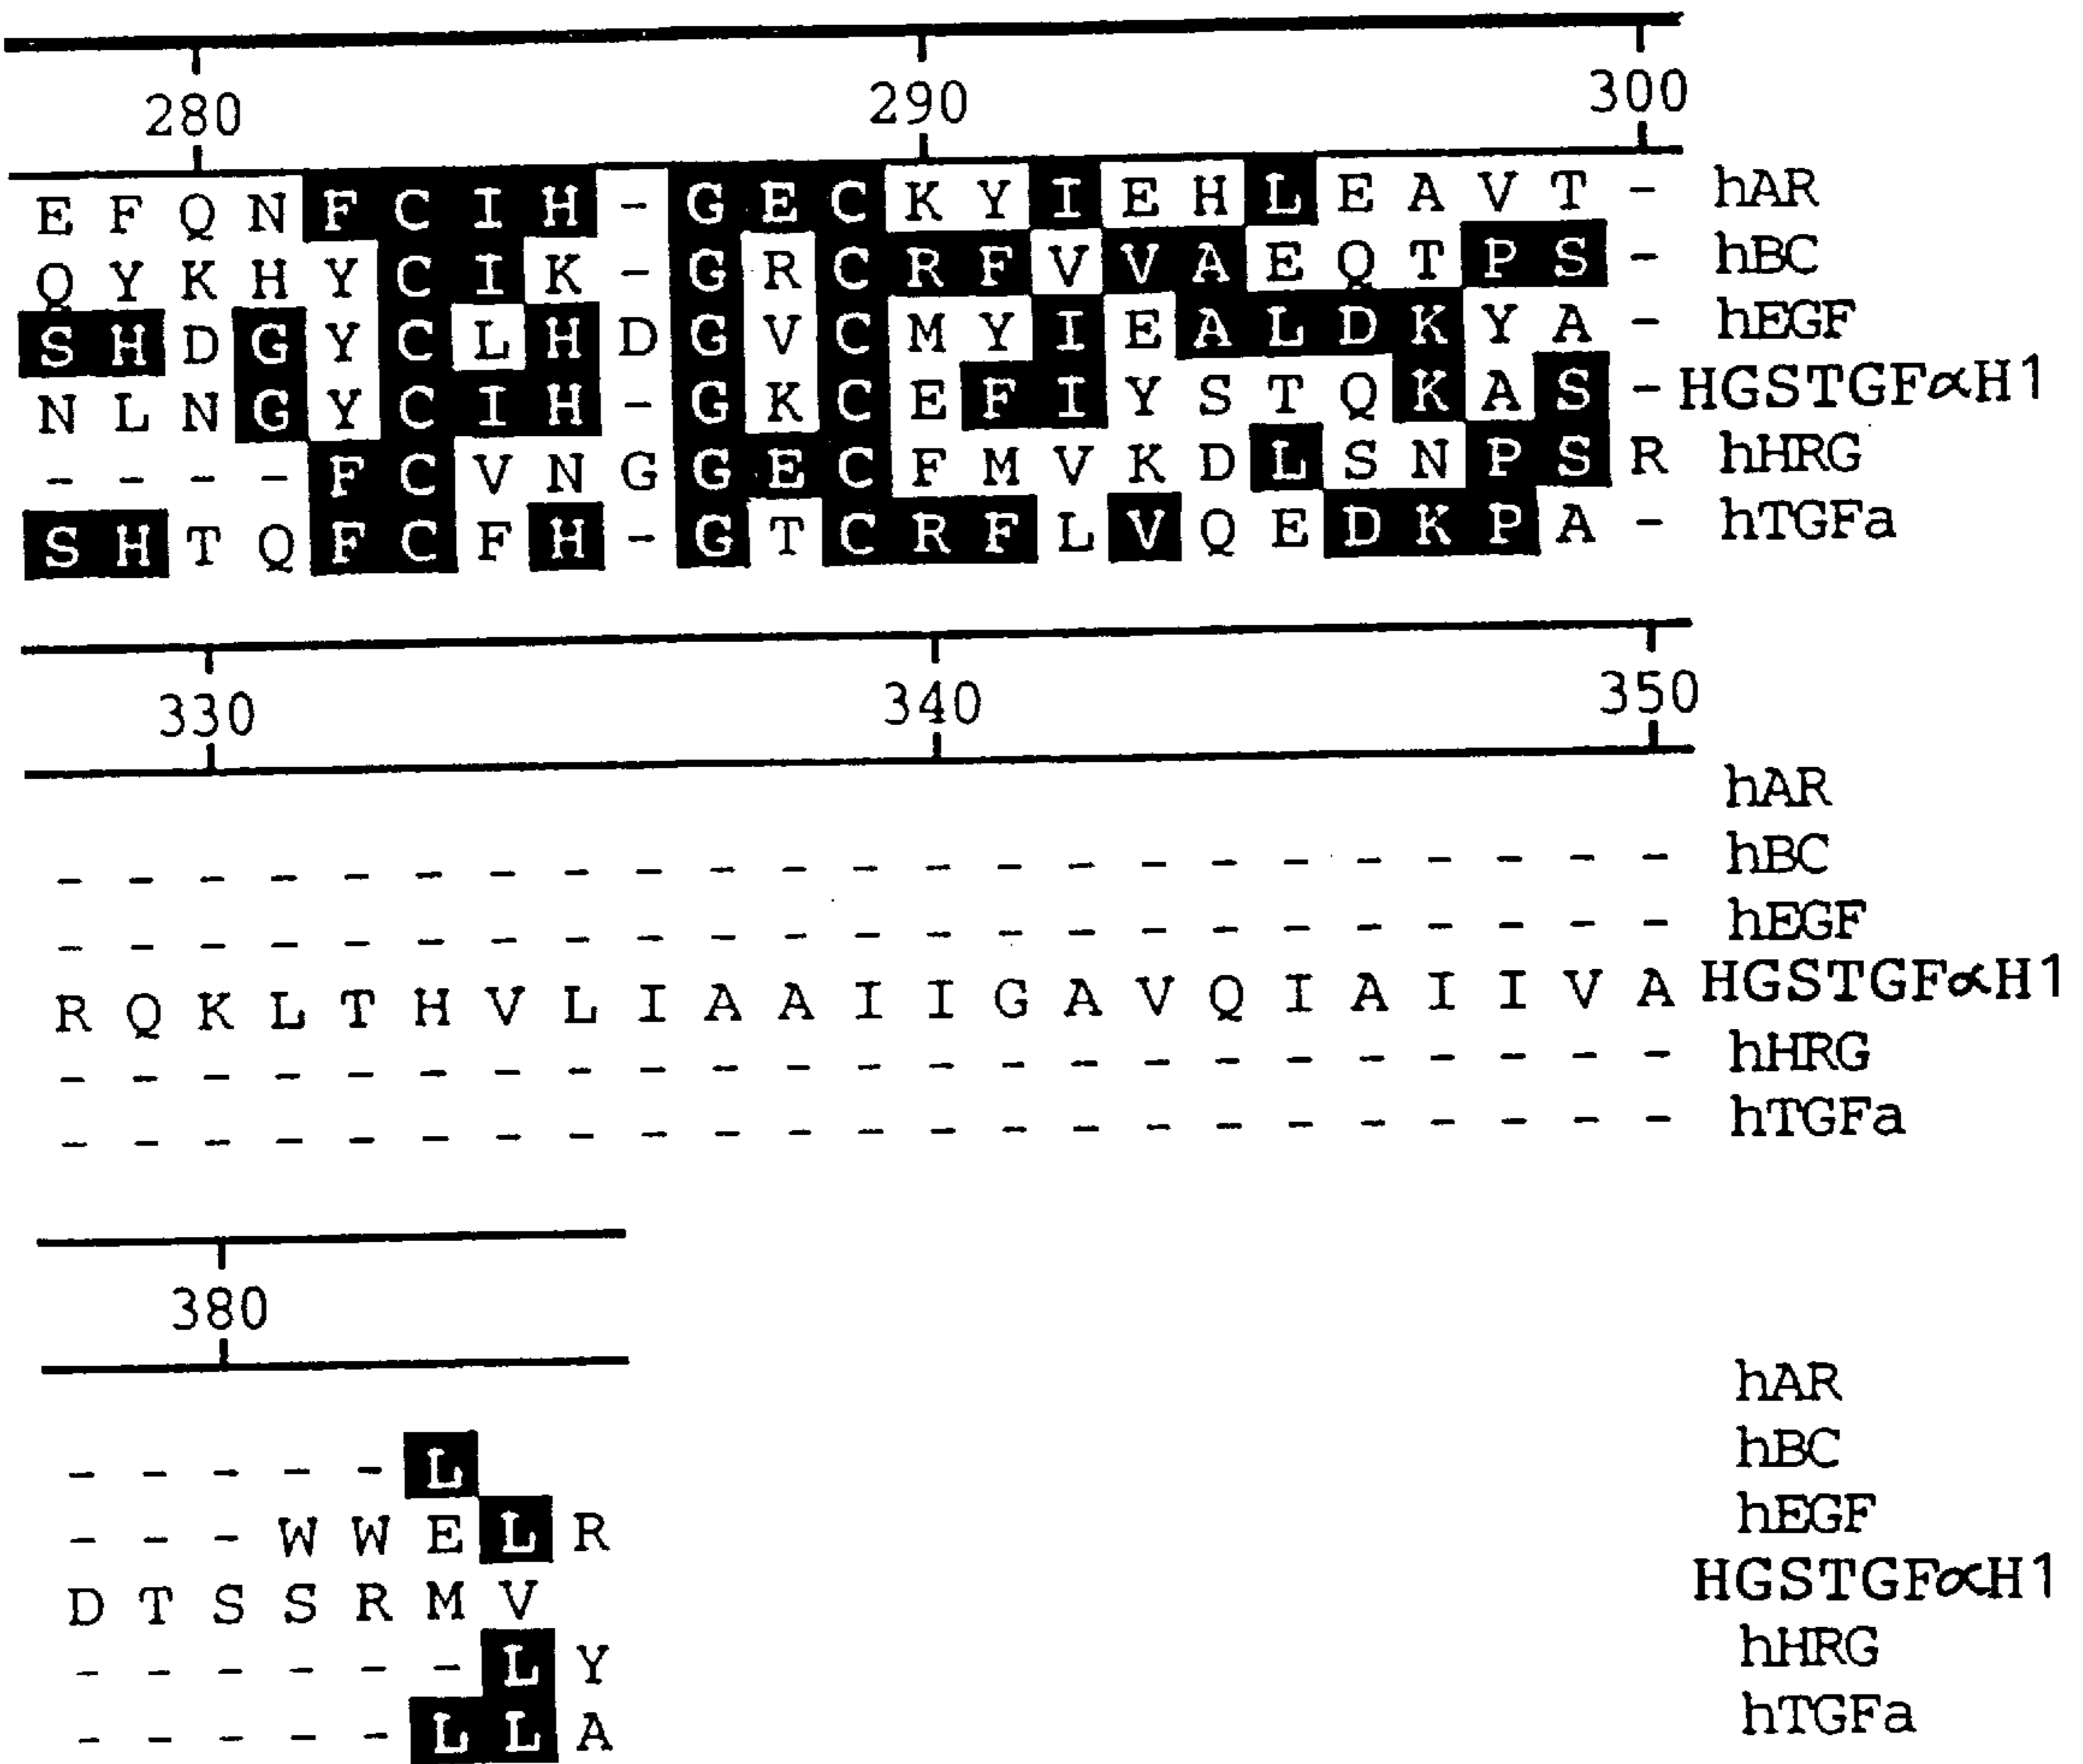 280 290 300
E F Q N F C I H - G E C K Y I E H L E A V T - hAR
Q Y K H Y C I K - G R C R F V V A E Q T P S - hBC
S H D G Y C L H D G V C M Y I E A L D K Y A - hEGF
N L N G Y C I H - G K C E F I Y S T Q K A S - HGSTGFαH1
- - - - F C V N G G E C F M V K D L S N P S R hHRG
S H T Q F C F H - G T C R F L V Q E D K P A - hTGFa
330 340 350
hAR
- - - - - - - - - - - - - - - - - - - - - - - hBC
- - - - - - - - - - - - - - - - - - - - - - - hEGF
R Q K L T H V L I A A I I G A V Q I A I I V A HGSTGFαH1
- - - - - - - - - - - - - - - - - - - - - - - hHRG
- - - - - - - - - - - - - - - - - - - - - - - hTGFa
380
hAR
- - - - - L hBC
- - - W W E L R hEGF
D T S S R M V HGSTGFαH1
- - - - - - L Y hHRG
- - - - - L L A hTGFa